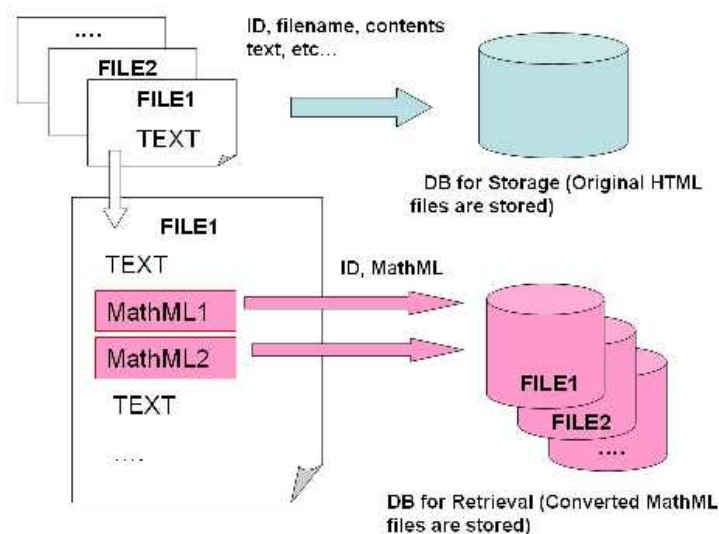 ....
FILE2
FILE1
TEXT
ID, filename, contents
text, etc...
DB for Storage (Original HTML
files are stored)
FILE1
TEXT
MathML1
MathML2
TEXT
....
ID, MathML
FILE1
FILE2
....
DB for Retrieval (Converted MathML
files are stored)